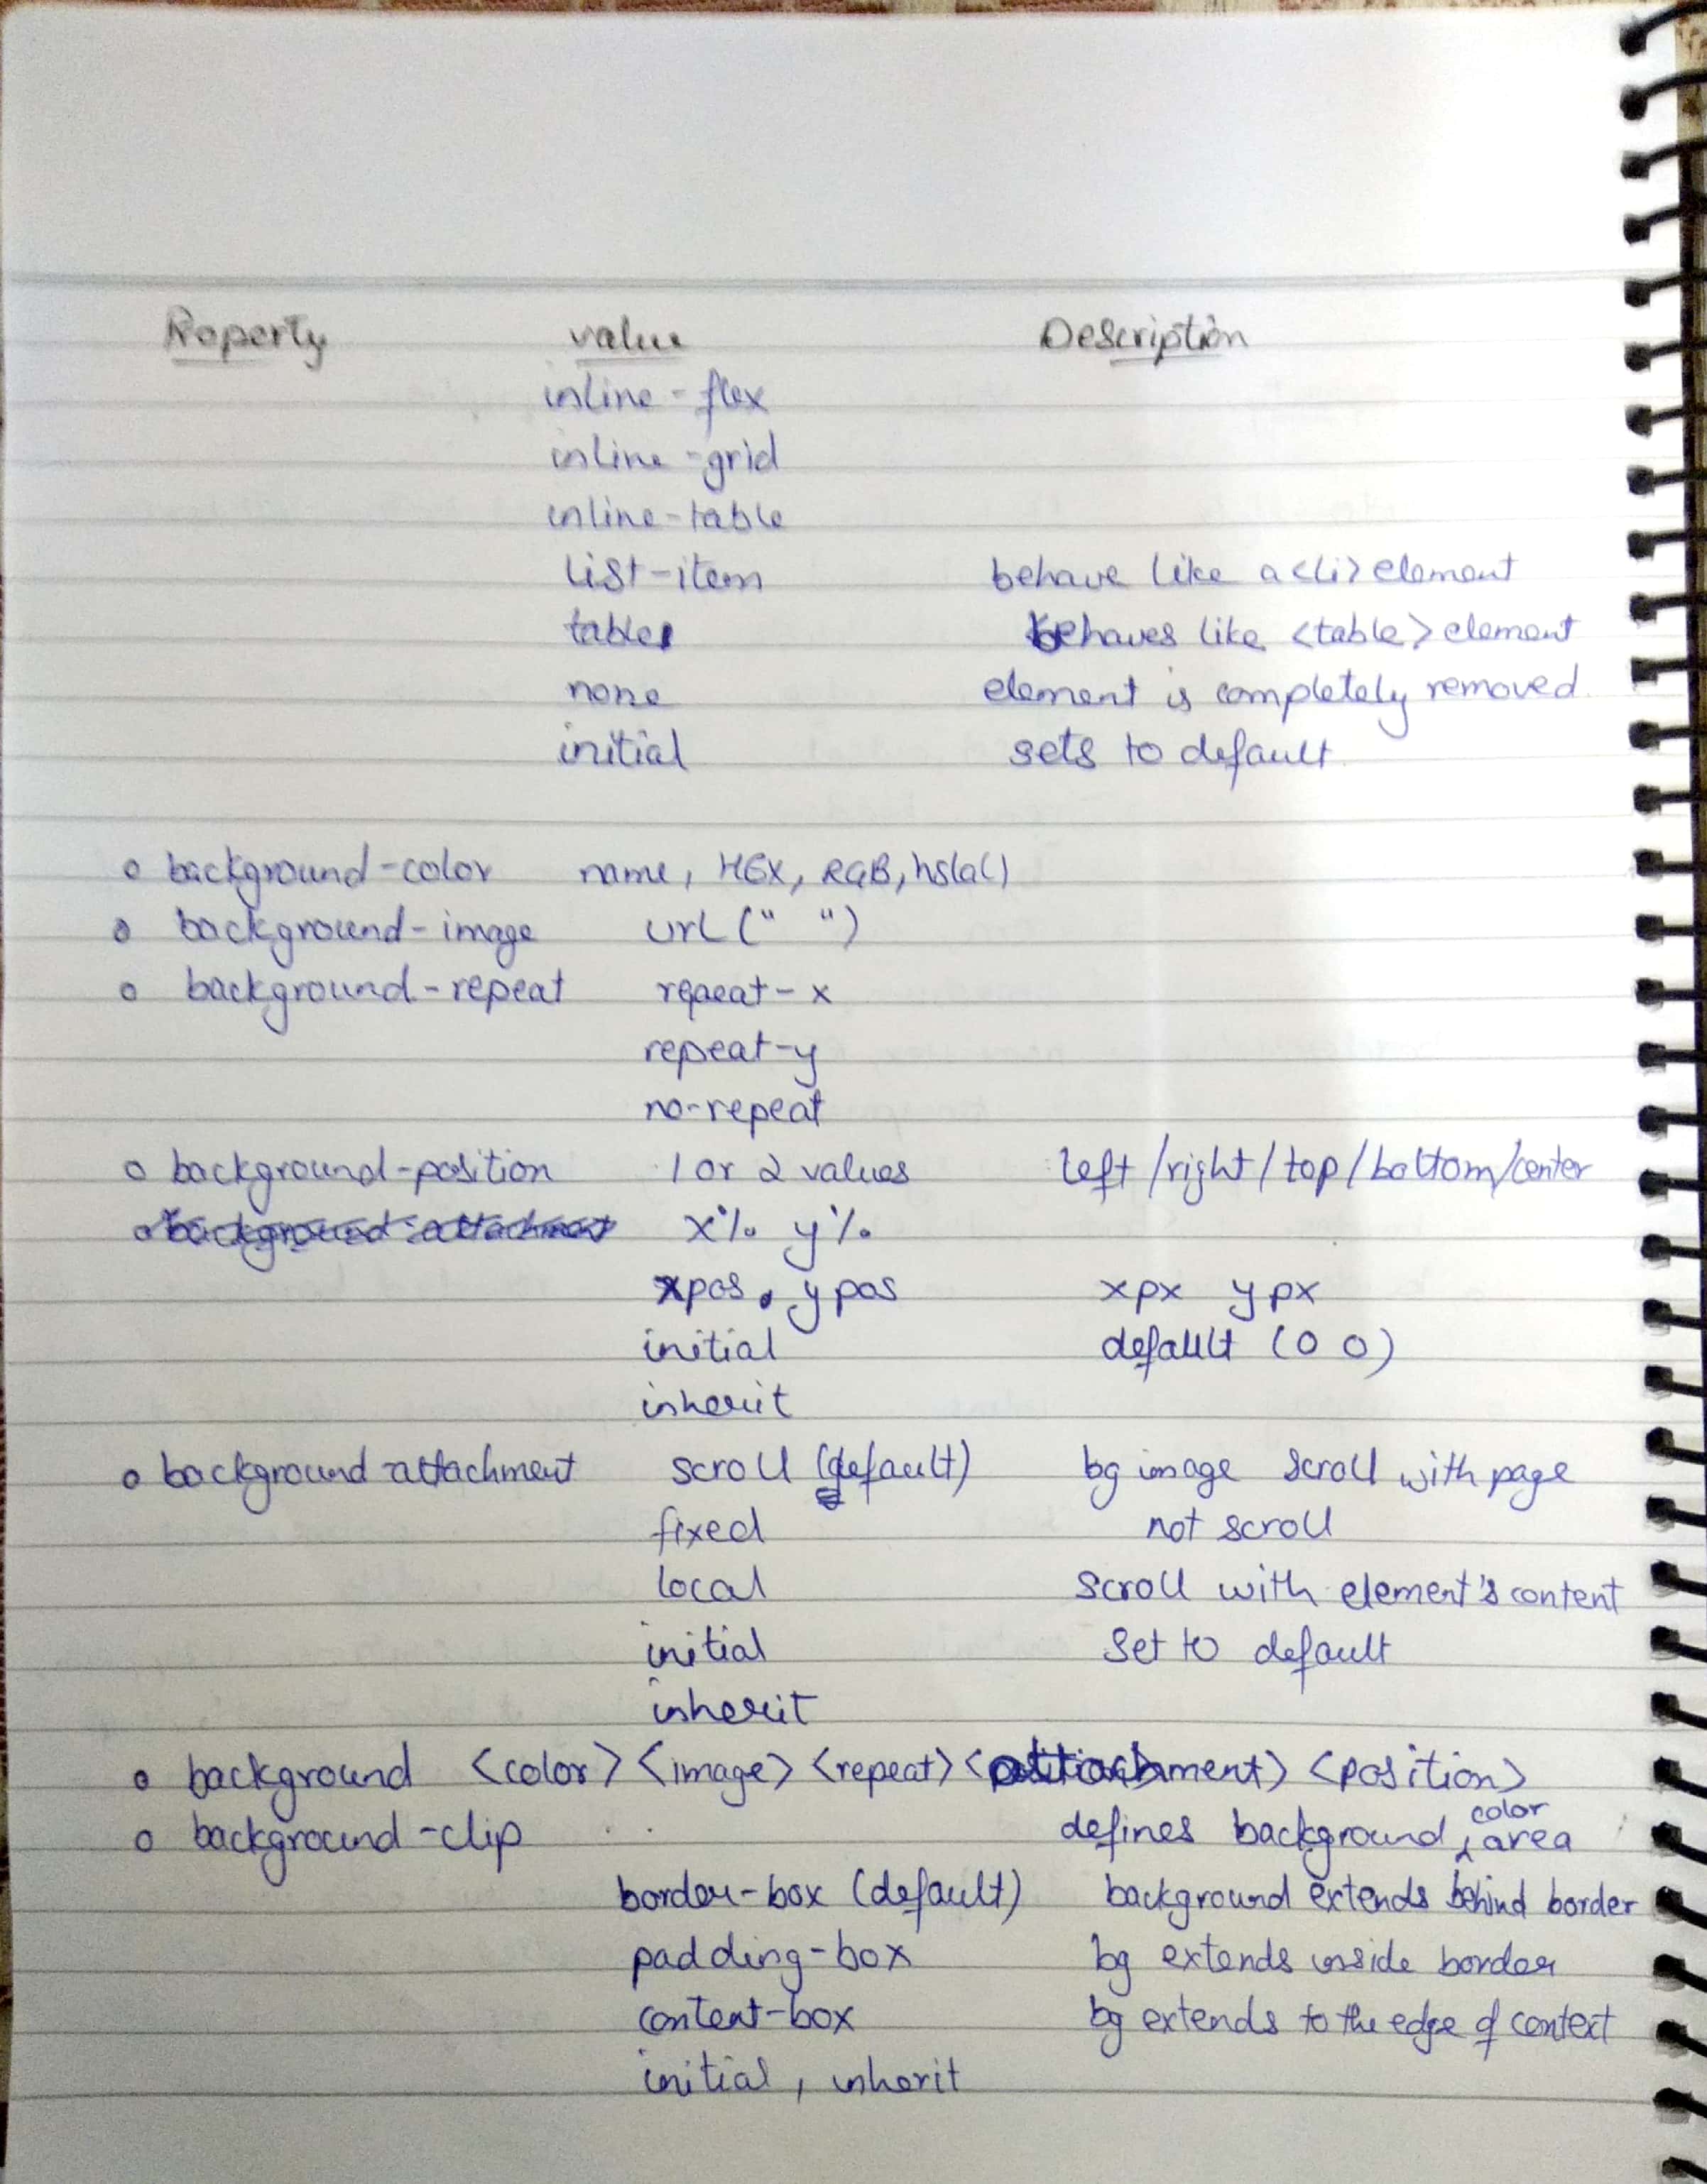 Property value Description
inline-flex
inline-grid
inline-table
list-item behave like a <li> element
table behaves like <table> element
none element is completely removed
initial sets to default
o background-color name, HEX, RGB, hsla()
o background-image url (" ")
o background-repeat repeat-x
repeat-y
no-repeat
o background-position 1 or 2 values left/right/top/bottom/center
o background-attachment x% y%
xpos, ypos xpx ypx
initial default (0 0)
inherit
o background attachment scroll (default) bg image scroll with page
fixed not scroll
local scroll with element's content
initial set to default
inherit
o background <color> <image> <repeat> <attachment> <position>
o background-clip defines background color area
border-box (default) background extends behind border
padding-box bg extends inside border
content-box bg extends to the edge of context
initial, inherit